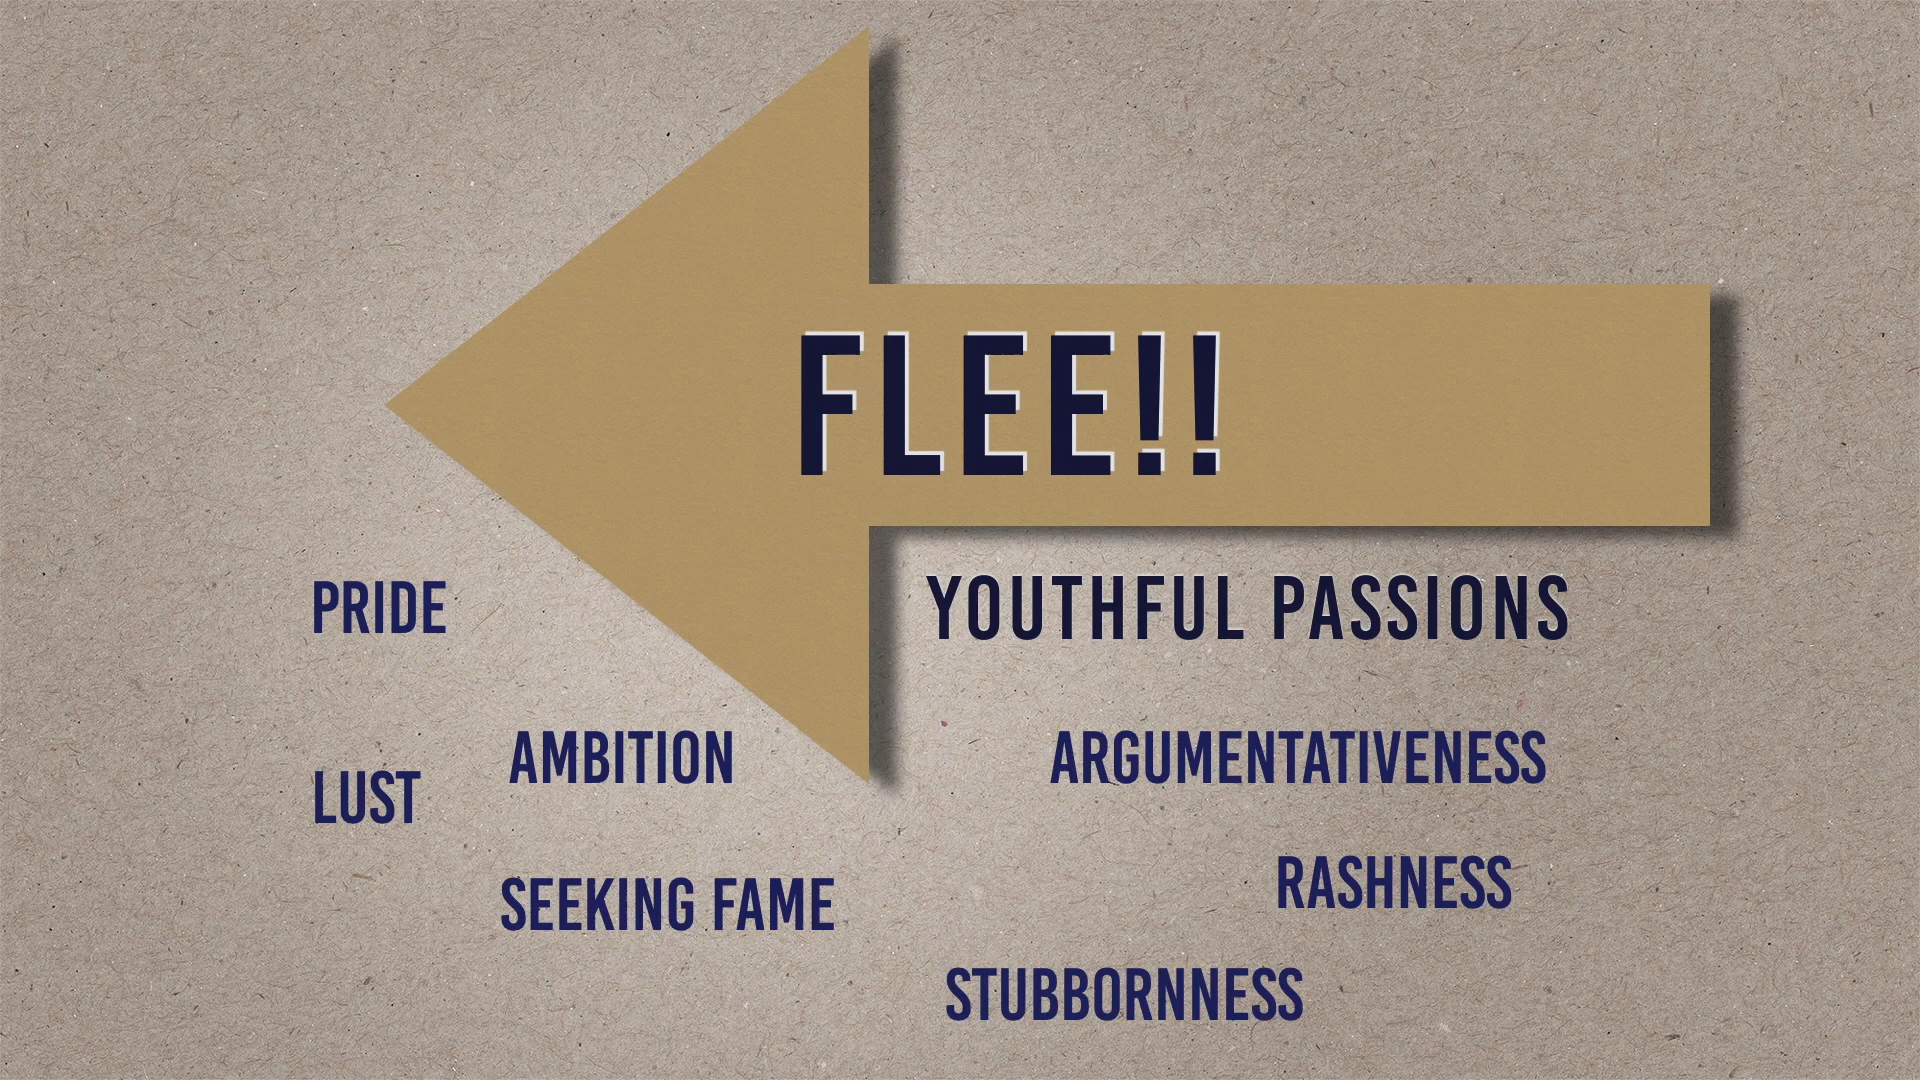 FLEE!!
YOUTHFUL PASSIONS
PRIDE
AMBITION
ARGUMENTATIVENESS
LUST
RASHNESS
SEEKING FAME
STUBBORNNESS